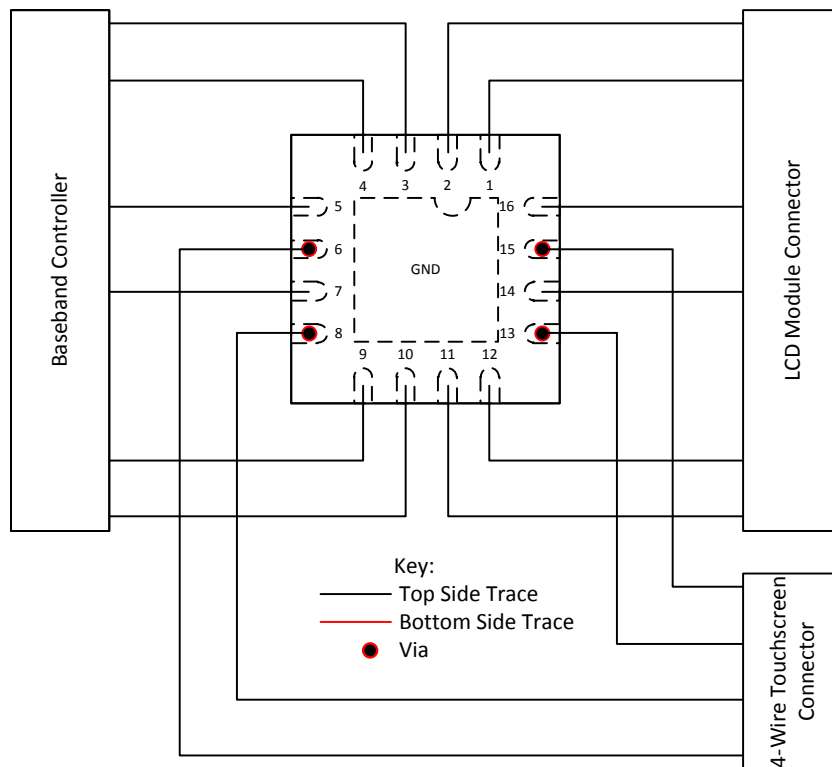 Baseband Controller
LCD Module Connector
4 3 2 1
5 16
6 15
GND
7 14
8 13
9 10 11 12
Key:
Top Side Trace
Bottom Side Trace
Via
4-Wire Touchscreen
Connector